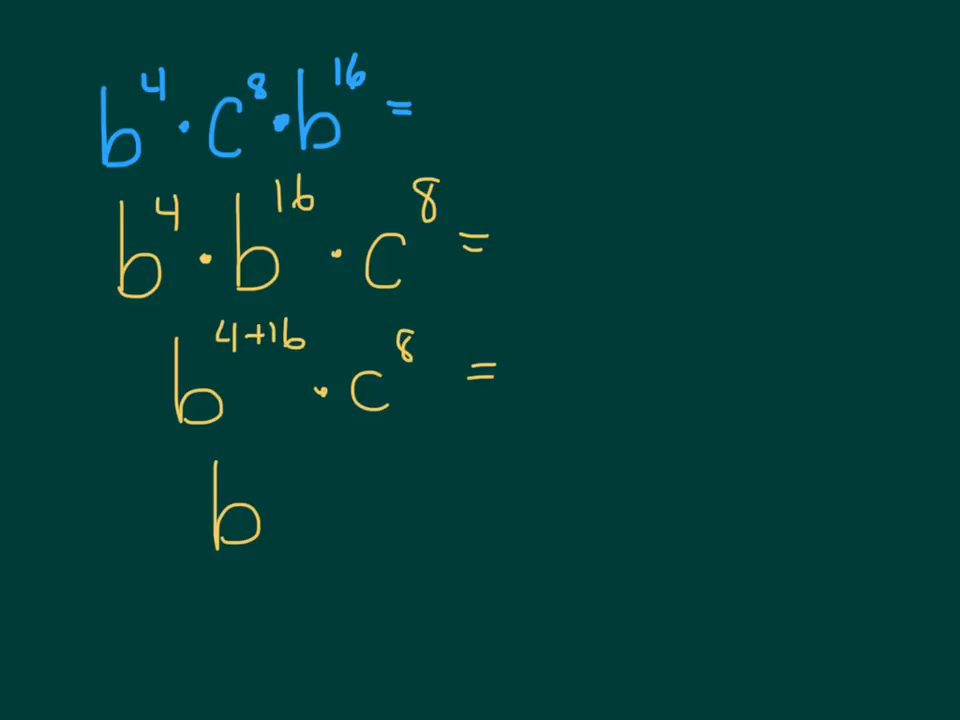 b⁴ · c⁸ · b¹⁶ =
b⁴ · b¹⁶ · c⁸ =
b⁴⁺¹⁶ · c⁸ =
b